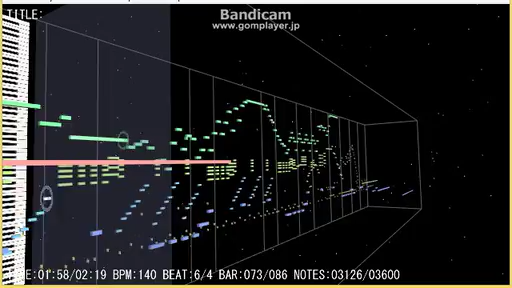 Bandicam
www.gomplayer.jp
TITLE:
TIME:01:58/02:19 BPM:140 BEAT:6/4 BAR:073/086 NOTES:03126/03600